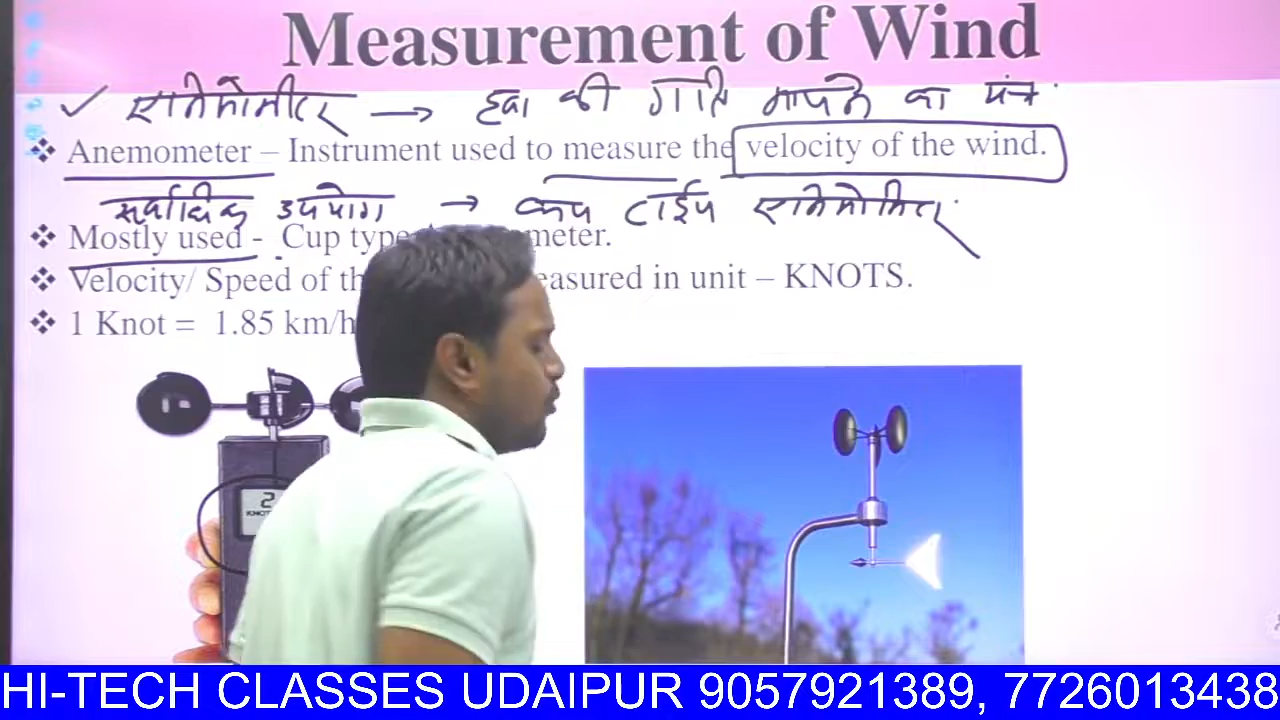 Measurement of Wind
✓ एनिमोमीटर → हवा की गति मापने का यंत्र
❖ Anemometer – Instrument used to measure the velocity of the wind.
सर्वाधिक उपयोग → कप टाईप एनिमोमिटर
❖ Mostly used - Cup type meter.
❖ Velocity/ Speed of th easured in unit – KNOTS.
❖ 1 Knot = 1.85 km/h
2
KNOT
HI-TECH CLASSES UDAIPUR 9057921389, 7726013438